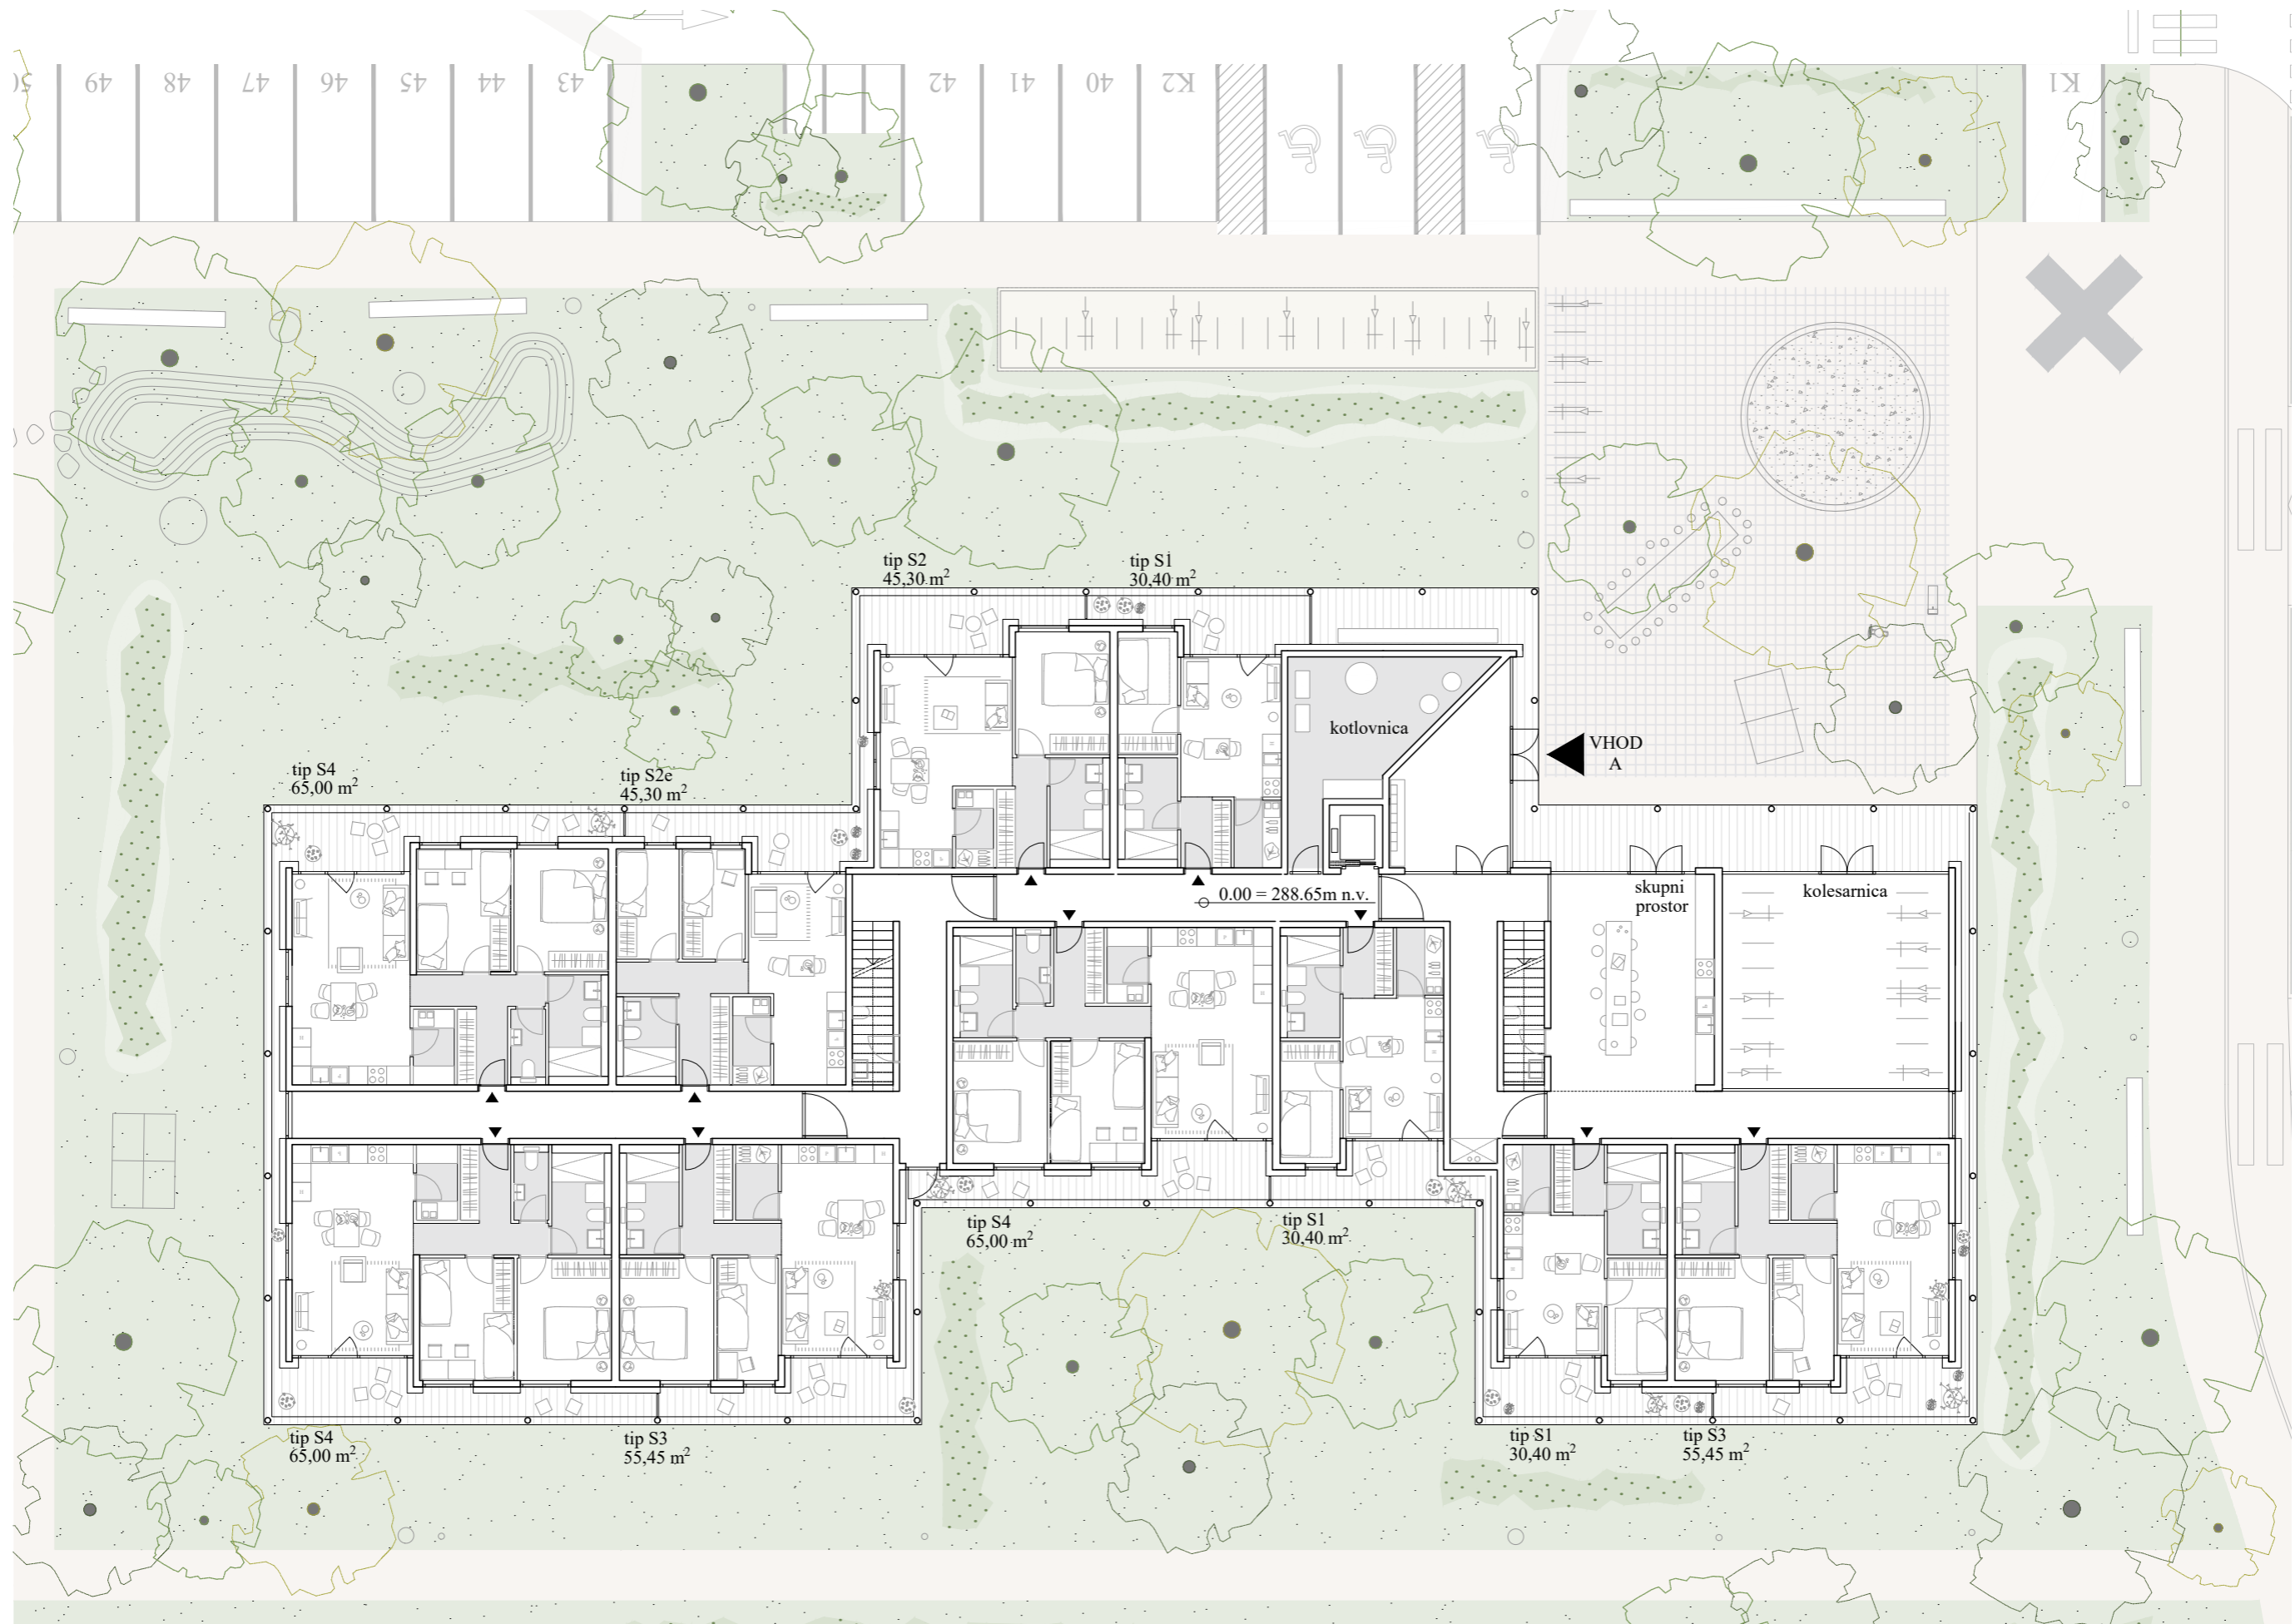 49
48
47
46
45
44
43
42
41
40
K2
K1
tip S2
45,30 m²
tip S1
30,40 m²
kotlovnica
VHOD
A
tip S4
65,00 m²
tip S2e
45,30 m²
0.00 = 288.65m n.v.
skupni
prostor
kolesarnica
tip S4
65,00 m²
tip S1
30,40 m²
tip S4
65,00 m²
tip S3
55,45 m²
tip S1
30,40 m²
tip S3
55,45 m²